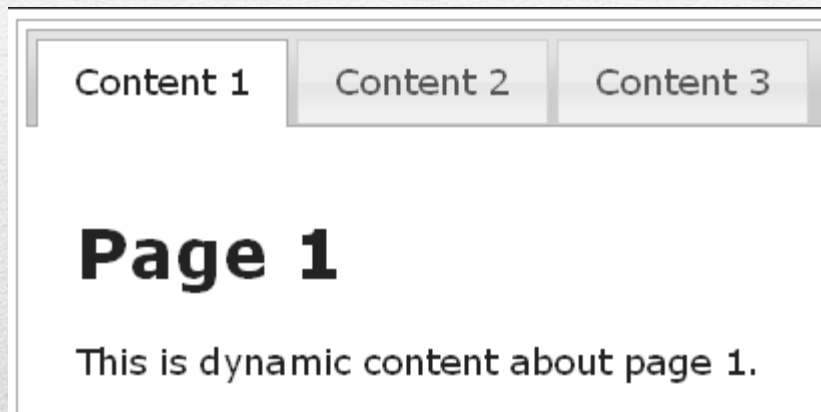 Content 1 Content 2 Content 3
Page 1
This is dynamic content about page 1.